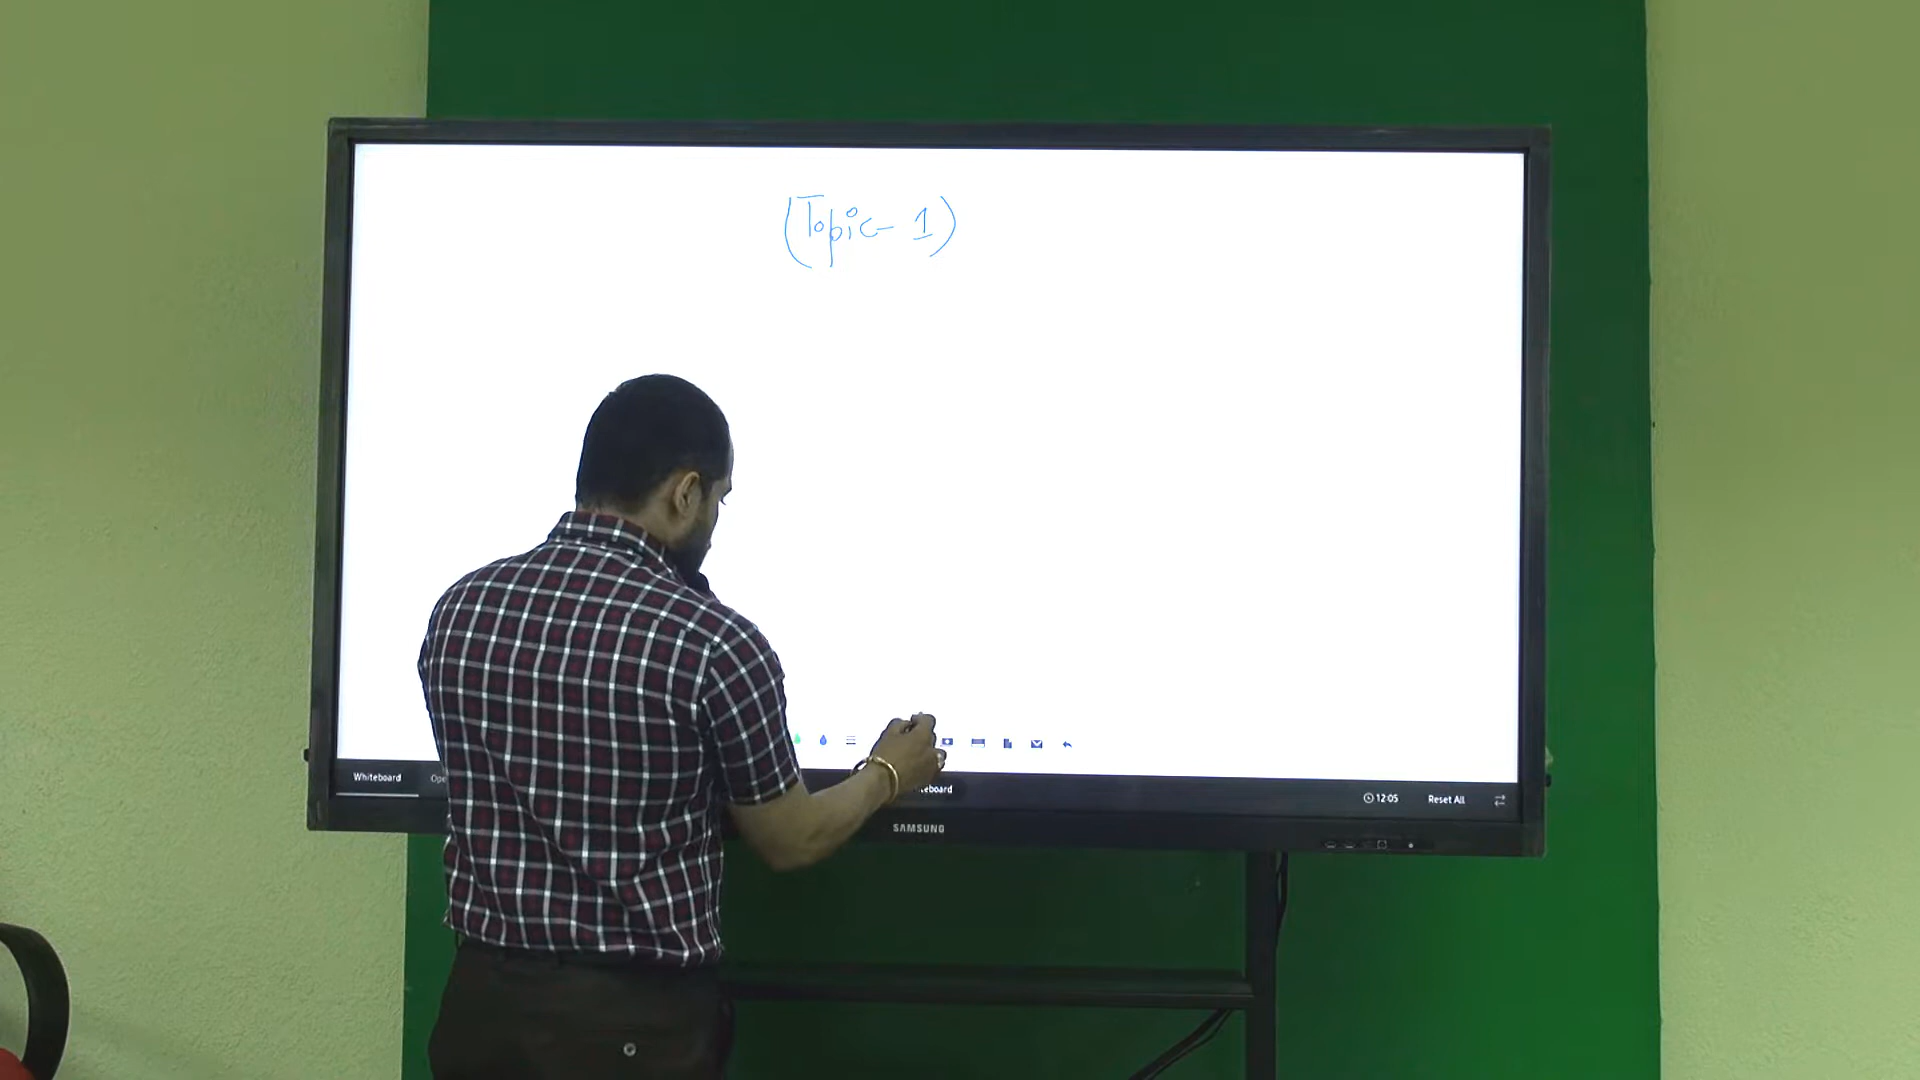 (Topic- 1)
Whiteboard
12:05 Reset All
SAMSUNG